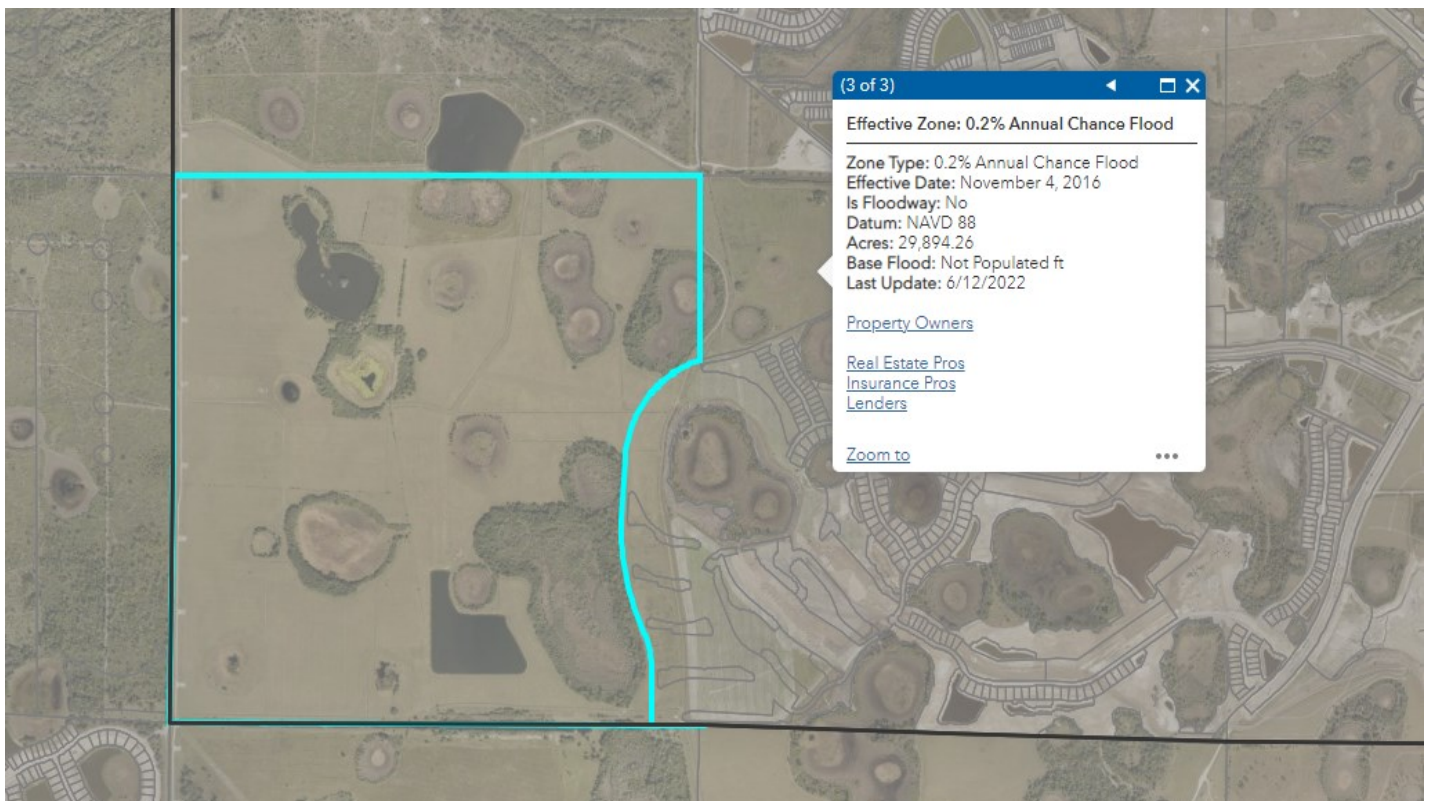 (3 of 3)
Effective Zone: 0.2% Annual Chance Flood
Zone Type: 0.2% Annual Chance Flood
Effective Date: November 4, 2016
Is Floodway: No
Datum: NAVD 88
Acres: 29,894.26
Base Flood: Not Populated ft
Last Update: 6/12/2022
Property Owners
Real Estate Pros
Insurance Pros
Lenders
Zoom to